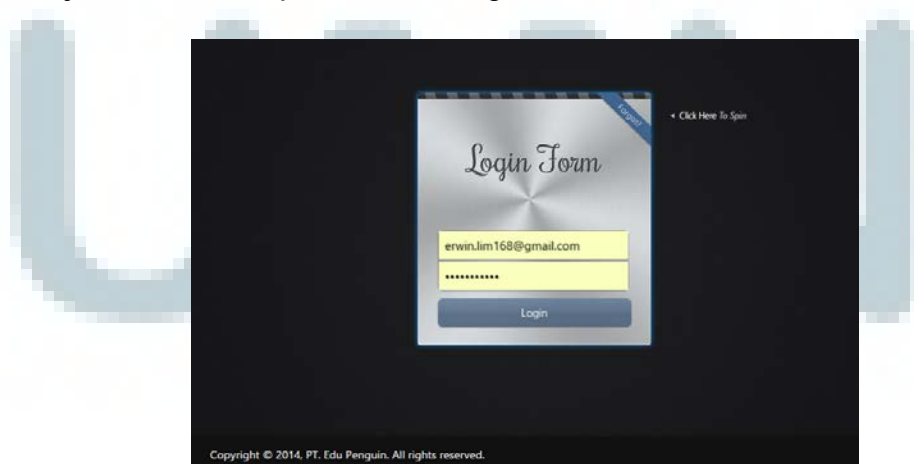 Forgot?
◂ Click Here To Spin
Login Form
erwin.lim168@gmail.com
•••••••••••
Login
Copyright © 2014, PT. Edu Penguin. All rights reserved.